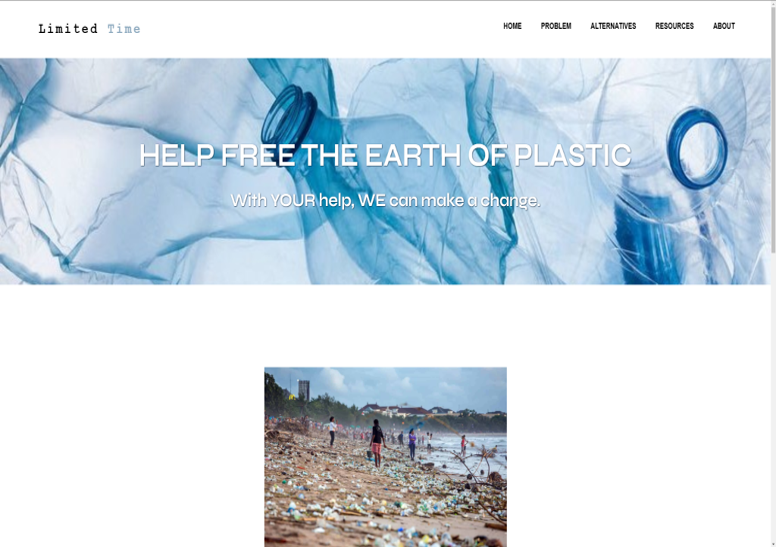 Limited Time
HOME PROBLEM ALTERNATIVES RESOURCES ABOUT
HELP FREE THE EARTH OF PLASTIC
With YOUR help, WE can make a change.